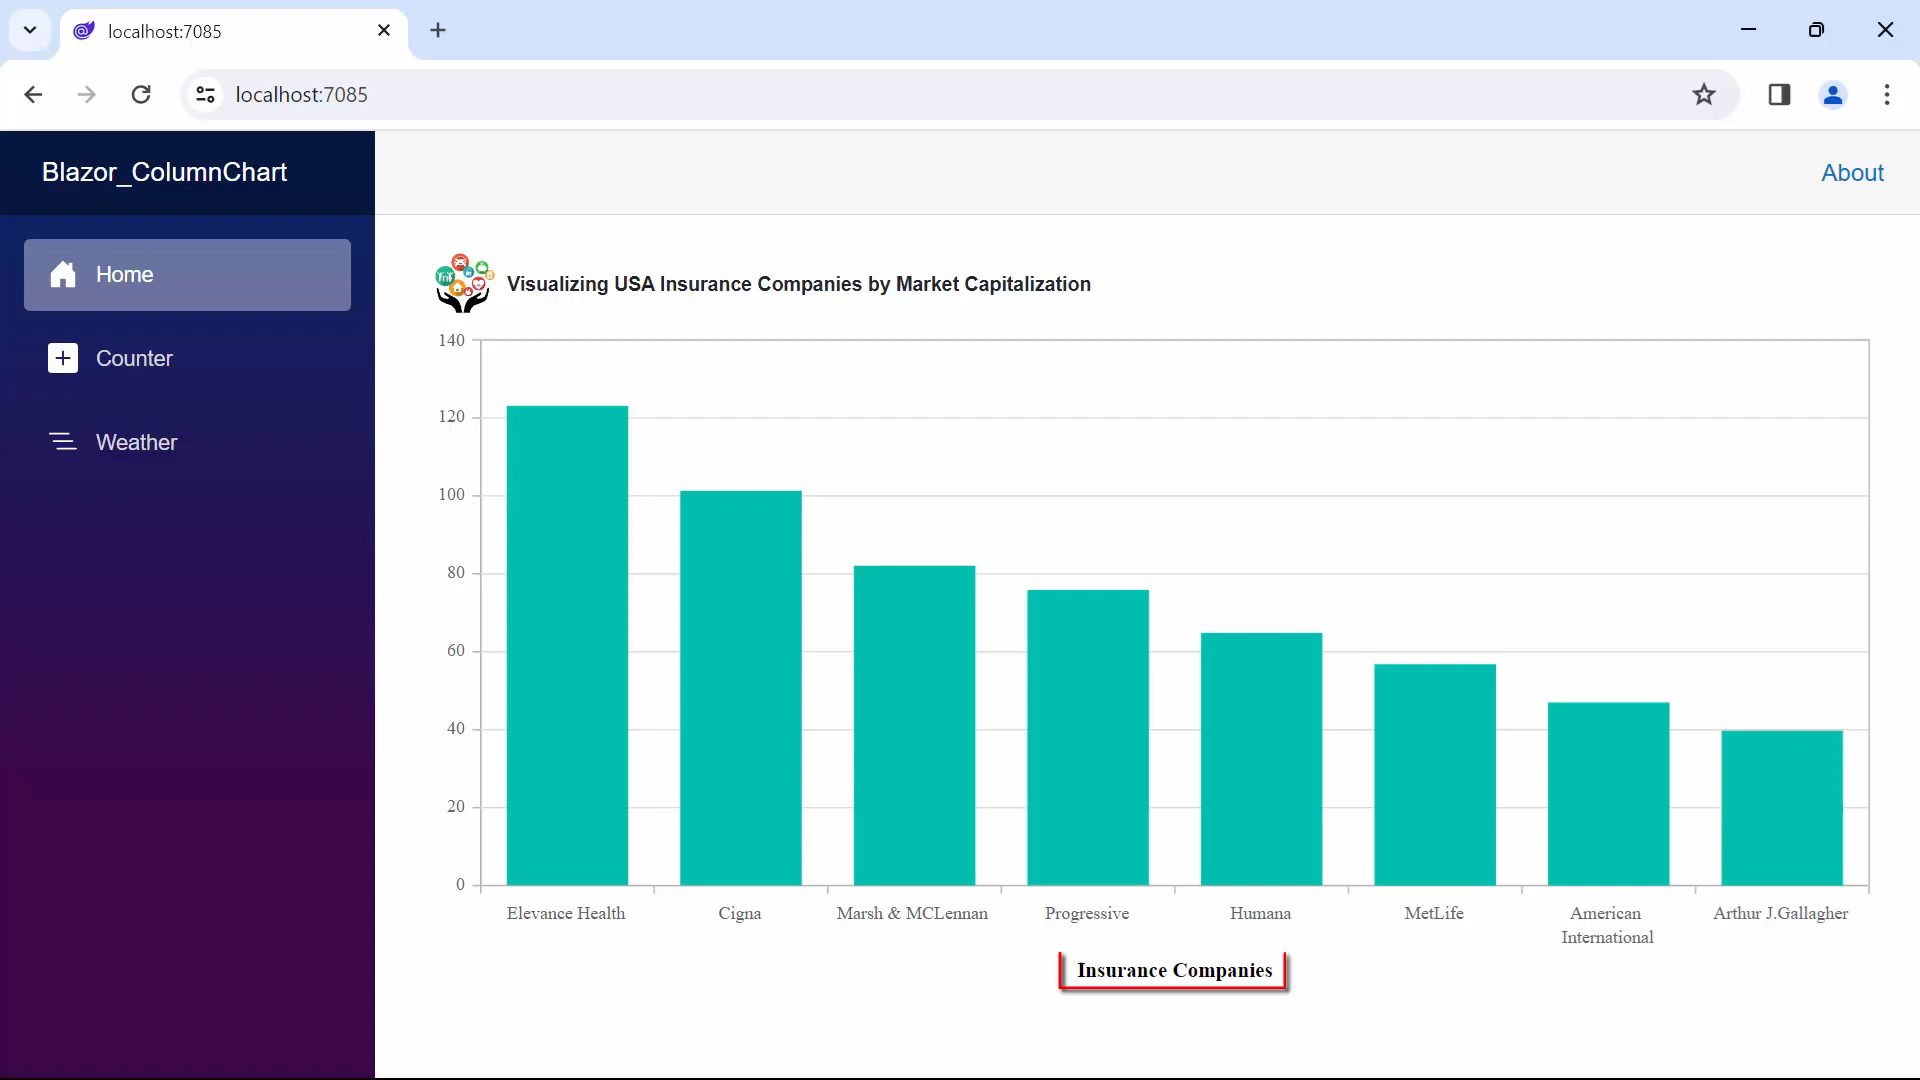 localhost:7085
localhost:7085
Blazor_ColumnChart
About
Home
Counter
Weather
Visualizing USA Insurance Companies by Market Capitalization
140
120
100
80
60
40
20
0
Elevance Health
Cigna
Marsh & MCLennan
Progressive
Humana
MetLife
American
International
Arthur J.Gallagher
Insurance Companies